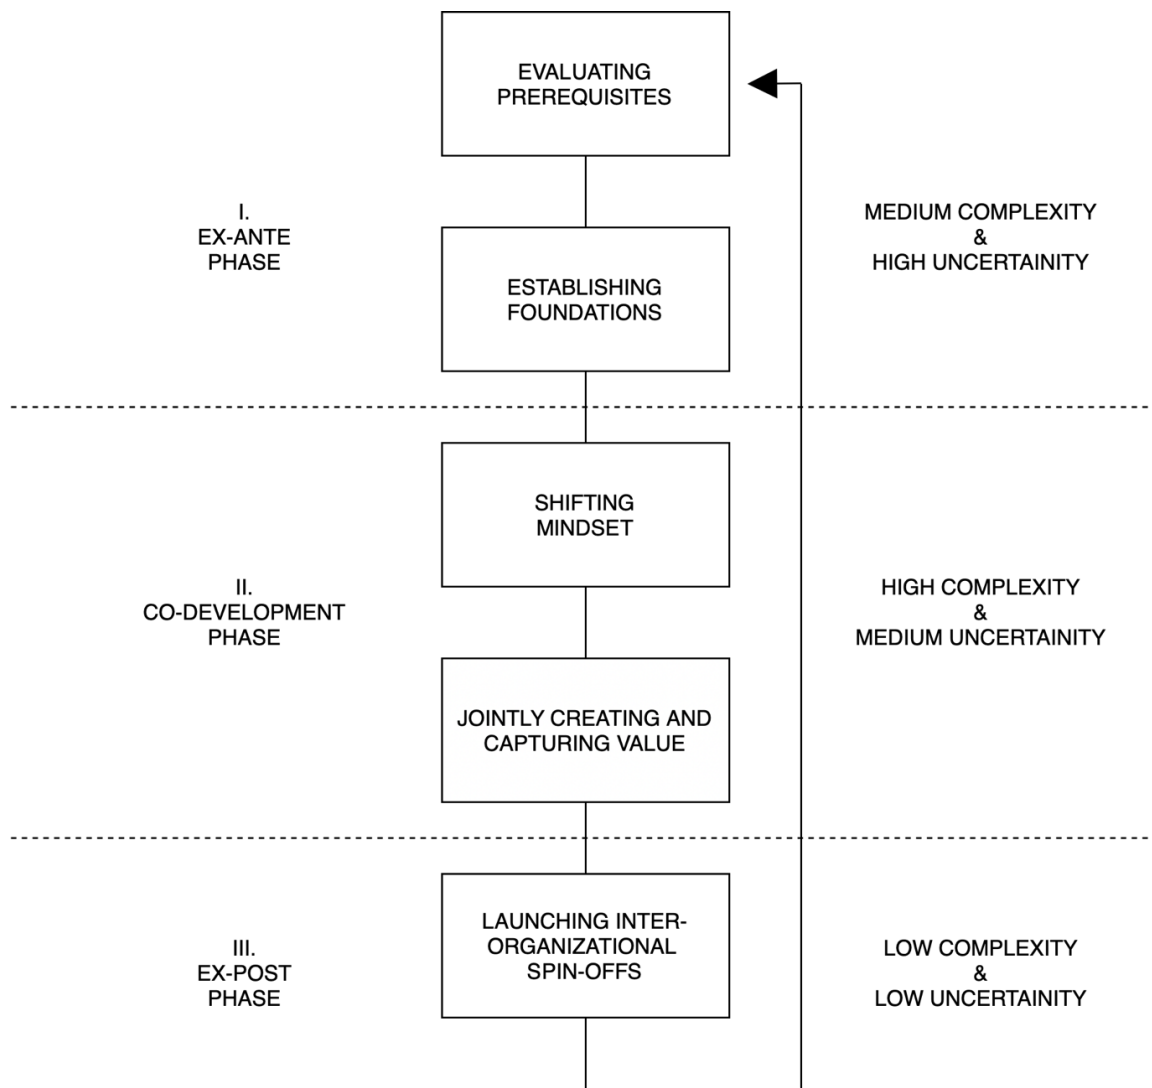 EVALUATING
PREREQUISITES
I.
EX-ANTE
PHASE
MEDIUM COMPLEXITY
&
HIGH UNCERTAINITY
ESTABLISHING
FOUNDATIONS
SHIFTING
MINDSET
II.
CO-DEVELOPMENT
PHASE
HIGH COMPLEXITY
&
MEDIUM UNCERTAINITY
JOINTLY CREATING AND
CAPTURING VALUE
III.
EX-POST
PHASE
LAUNCHING INTER-
ORGANIZATIONAL
SPIN-OFFS
LOW COMPLEXITY
&
LOW UNCERTAINITY